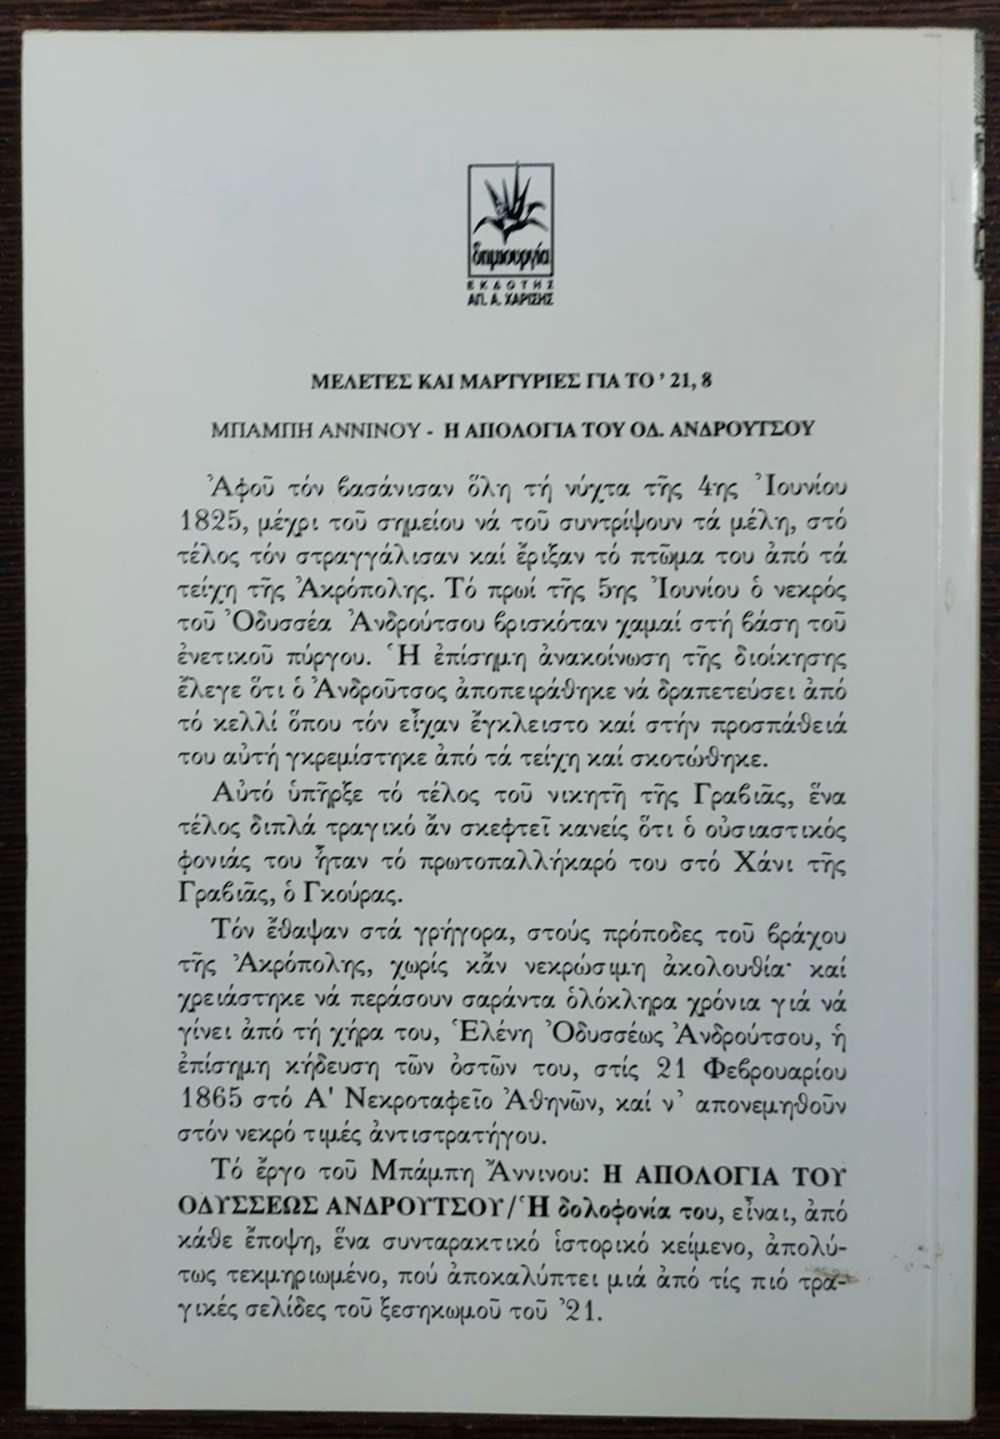 δημιουργία
ΕΚΔΟΤΗΣ
ΑΠ. Α. ΧΑΡΙΣΗΣ
ΜΕΛΕΤΕΣ ΚΑΙ ΜΑΡΤΥΡΙΕΣ ΓΙΑ ΤΟ ’ 21, 8
ΜΠΑΜΠΗ ΑΝΝΙΝΟΥ - Η ΑΠΟΛΟΓΙΑ ΤΟΥ ΟΔ. ΑΝΔΡΟΥΤΣΟΥ
Ἀφοῦ τόν βασάνισαν ὅλη τή νύχτα τῆς 4ης Ἰουνίου
1825, μέχρι τοῦ σημείου νά τοῦ συντρίψουν τά μέλη, στό
τέλος τόν στραγγάλισαν καί ἔριξαν τό πτῶμα του ἀπό τά
τείχη τῆς Ἀκρόπολης. Τό πρωί τῆς 5ης Ἰουνίου ὁ νεκρός
τοῦ Ὀδυσσέα Ἀνδρούτσου βρισκόταν χαμαί στή βάση τοῦ
ἐνετικοῦ πύργου. Ἡ ἐπίσημη ἀνακοίνωση τῆς διοίκησης
ἔλεγε ὅτι ὁ Ἀνδροῦτσος ἀποπειράθηκε νά δραπετεύσει ἀπό
τό κελλί ὅπου τόν εἶχαν ἔγκλειστο καί στήν προσπάθειά
του αὐτή γκρεμίστηκε ἀπό τά τείχη καί σκοτώθηκε.
Αὐτό ὑπῆρξε τό τέλος τοῦ νικητῆ τῆς Γραβιᾶς, ἕνα
τέλος διπλά τραγικό ἄν σκεφτεῖ κανείς ὅτι ὁ οὐσιαστικός
φονιάς του ἦταν τό πρωτοπαλλήκαρό του στό Χάνι τῆς
Γραβιᾶς, ὁ Γκούρας.
Τόν ἔθαψαν στά γρήγορα, στούς πρόποδες τοῦ βράχου
τῆς Ἀκρόπολης, χωρίς κἄν νεκρώσιμη ἀκολουθία· καί
χρειάστηκε νά περάσουν σαράντα ὁλόκληρα χρόνια γιά νά
γίνει ἀπό τή χήρα του, Ἑλένη Ὀδυσσέως Ἀνδρούτσου, ἡ
ἐπίσημη κήδευση τῶν ὀστῶν του, στίς 21 Φεβρουαρίου
1865 στό Α' Νεκροταφεῖο Ἀθηνῶν, καί ν’ απονεμηθοῦν
στόν νεκρό τιμές ἀντιστρατήγου.
Τό ἔργο τοῦ Μπάμπη Ἄννινου: Η ΑΠΟΛΟΓΙΑ ΤΟΥ
ΟΔΥΣΣΕΩΣ ΑΝΔΡΟΥΤΣΟΥ/Ἡ δολοφονία του, εἶναι, ἀπό
κάθε ἔποψη, ἕνα συνταρακτικό ἱστορικό κείμενο, ἀπολύ-
τως τεκμηριωμένο, πού ἀποκαλύπτει μιά ἀπό τίς πιό τρα-
γικές σελίδες τοῦ ξεσηκωμοῦ τοῦ ’21.